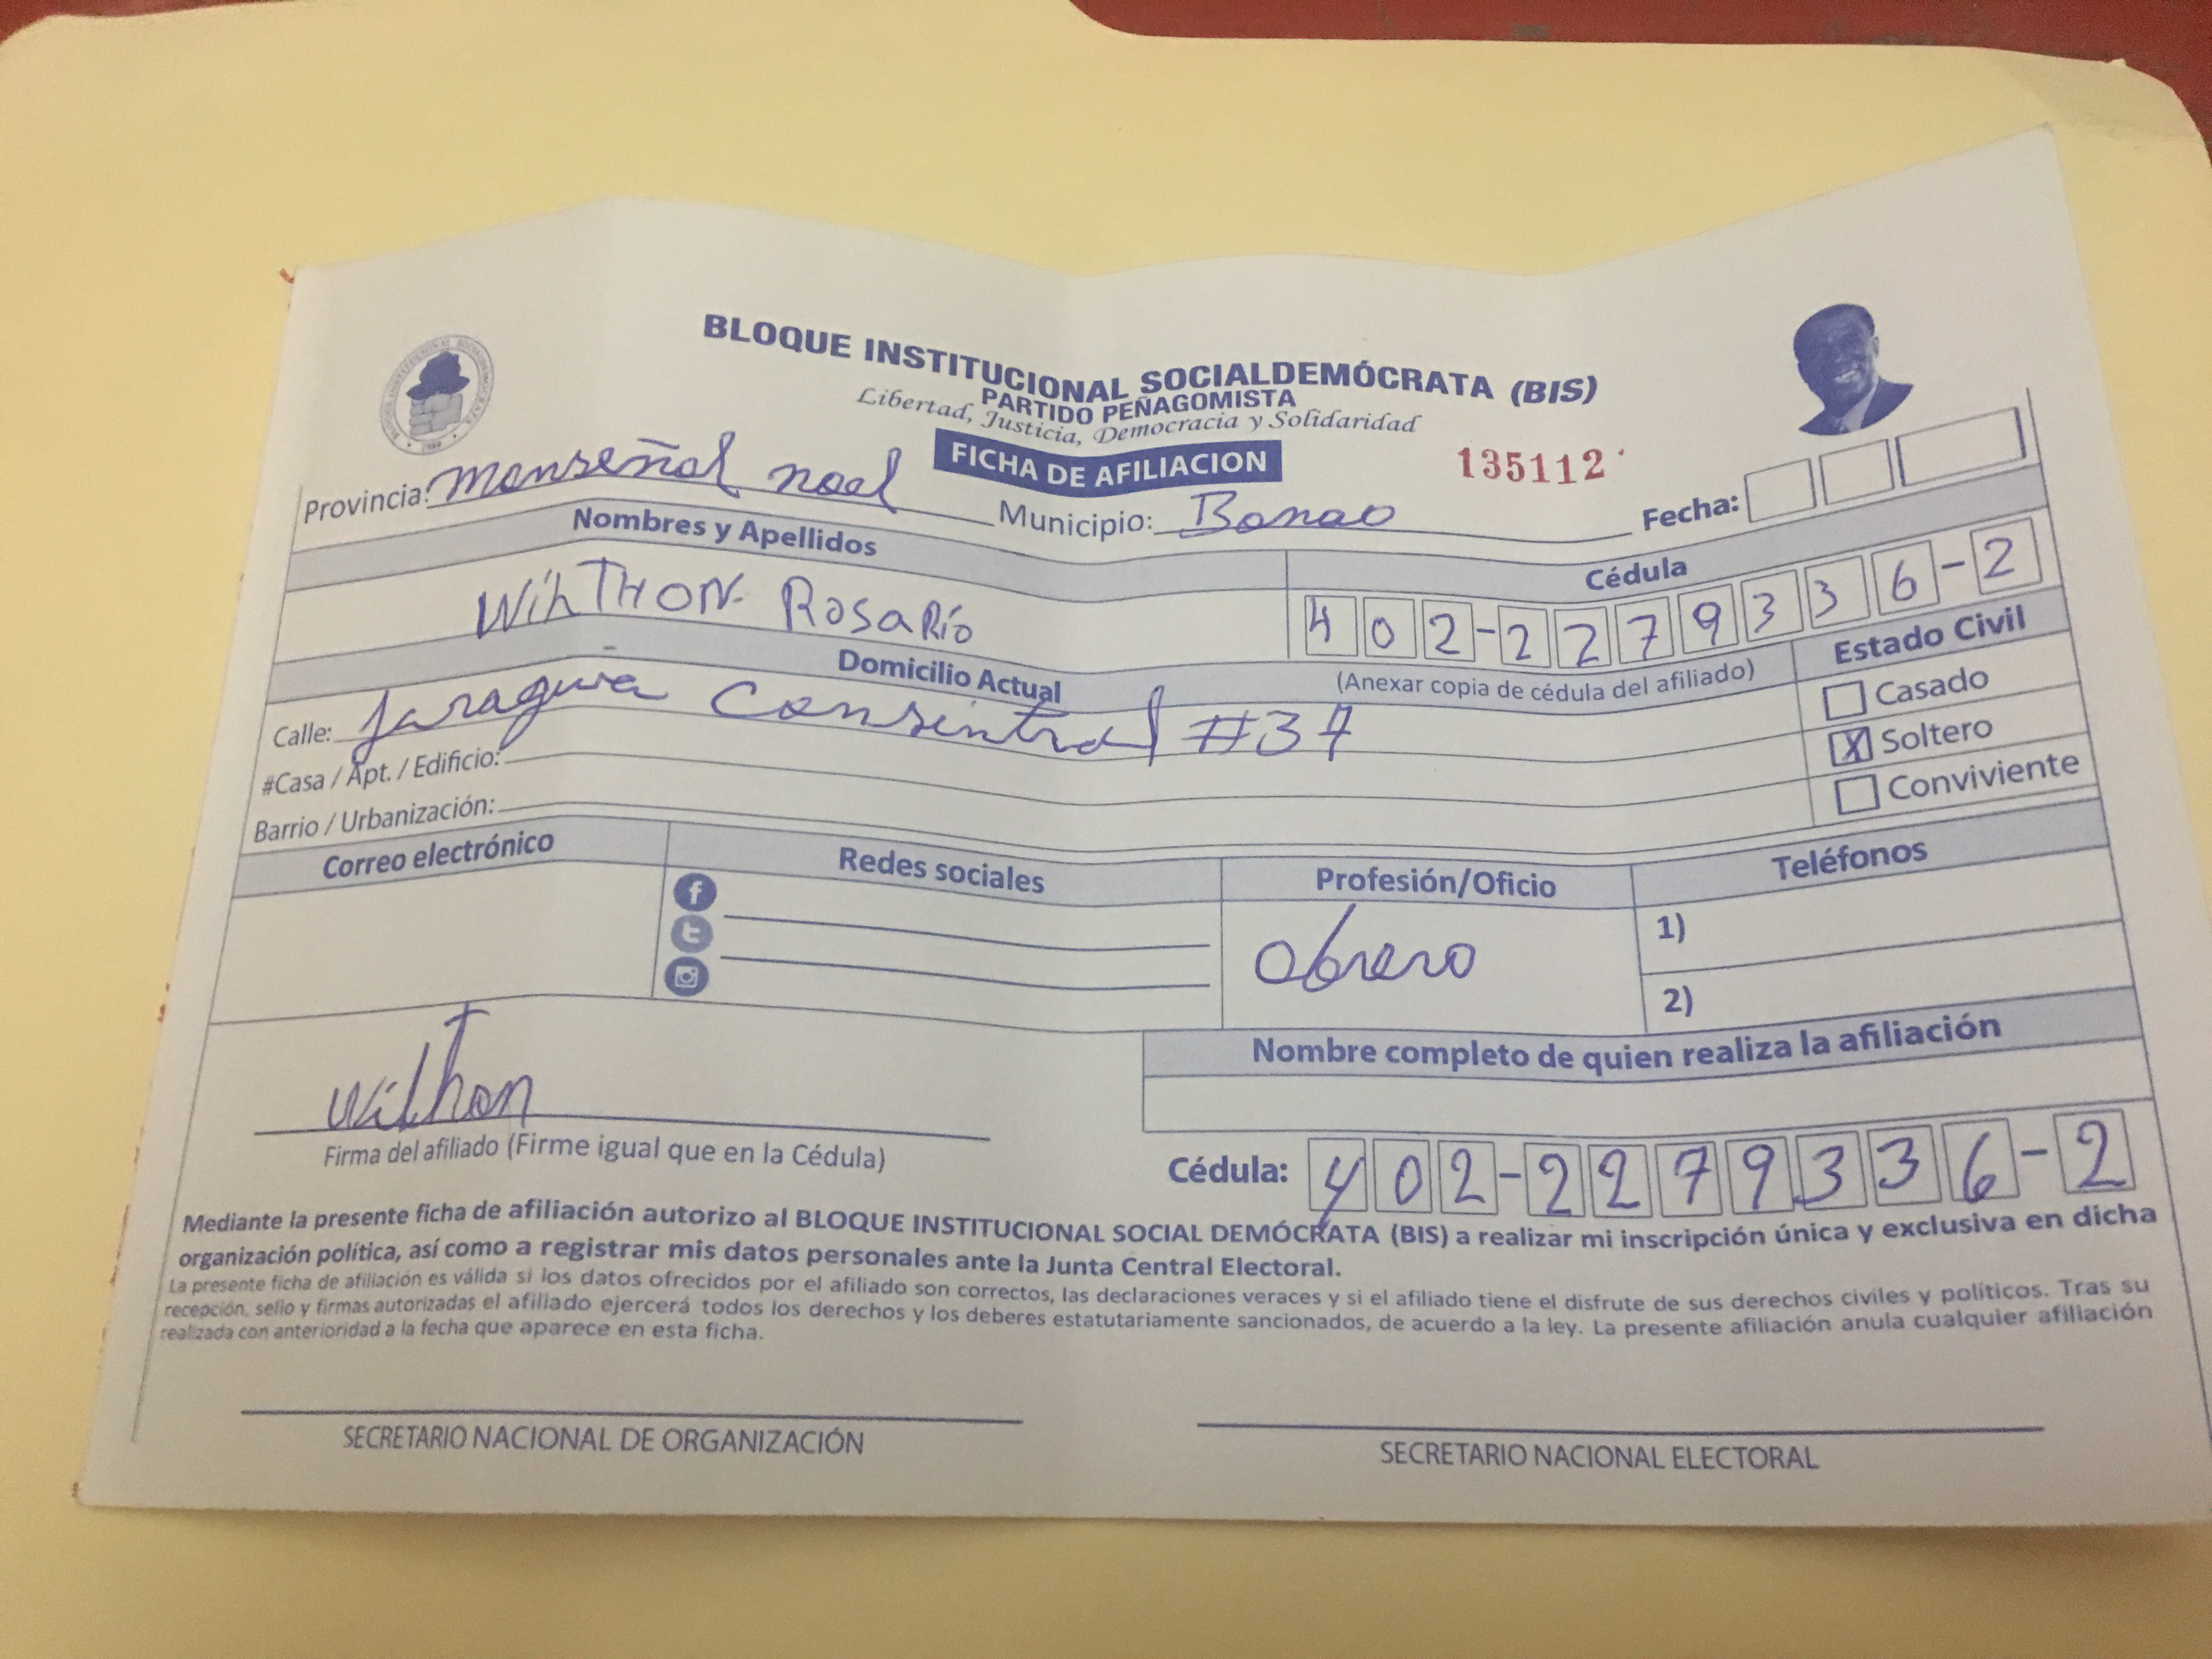 BLOQUE INSTITUCIONAL SOCIALDEMÓCRATA (BIS)
PARTIDO PEÑAGOMISTA
Libertad, Justicia, Democracia y Solidaridad
FICHA DE AFILIACION
135112
Provincia: monseñol noel Municipio: Bonao Fecha:
Nombres y Apellidos
Cédula
WilTHON Rosario
402-2279336-2
Domicilio Actual
(Anexar copia de cédula del afiliado)
Estado Civil
Calle: Jaragua Consentral #37
Casado
#Casa / Apt. / Edificio:
X Soltero
Barrio / Urbanización:
Conviviente
Correo electrónico
Redes sociales
Profesión/Oficio
Teléfonos
obrero
1)
2)
Nombre completo de quien realiza la afiliación
wilthon
Firma del afiliado (Firme igual que en la Cédula)
Cédula: 402-2279336-2
Mediante la presente ficha de afiliación autorizo al BLOQUE INSTITUCIONAL SOCIAL DEMÓCRATA (BIS) a realizar mi inscripción única y exclusiva en dicha
organización política, así como a registrar mis datos personales ante la Junta Central Electoral.
La presente ficha de afiliación es válida si los datos ofrecidos por el afiliado son correctos, las declaraciones veraces y si el afiliado tiene el disfrute de sus derechos civiles y políticos. Tras su
recepción, sello y firmas autorizadas el afiliado ejercerá todos los derechos y los deberes estatutariamente sancionados, de acuerdo a la ley. La presente afiliación anula cualquier afiliación
realizada con anterioridad a la fecha que aparece en esta ficha.
SECRETARIO NACIONAL DE ORGANIZACIÓN
SECRETARIO NACIONAL ELECTORAL